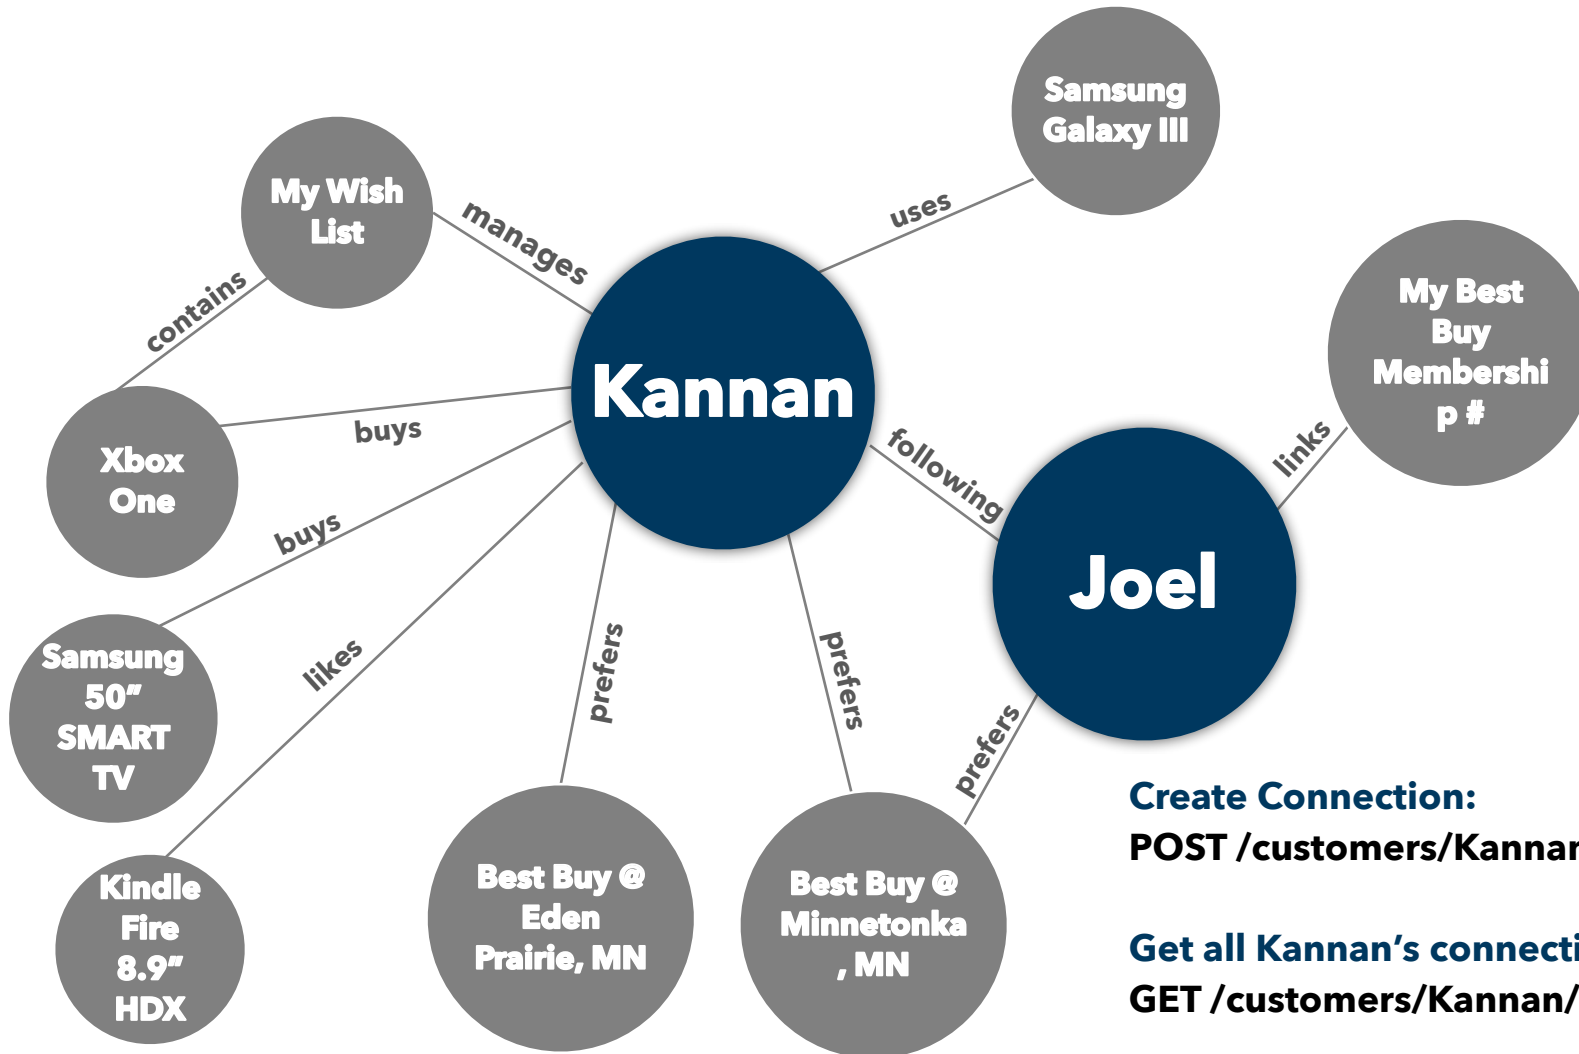 Samsung
Galaxy III
My Wish
List
manages
uses
contains
Kannan
My Best
Buy
Membershi
p #
buys
Xbox
One
following
links
buys
Joel
Samsung
50”
SMART
TV
likes
prefers
prefers
prefers
Create Connection:
POST /customers/Kannan
Kindle
Fire
8.9”
HDX
Best Buy @
Eden
Prairie, MN
Best Buy @
Minnetonka
, MN
Get all Kannan’s connecti
GET /customers/Kannan/